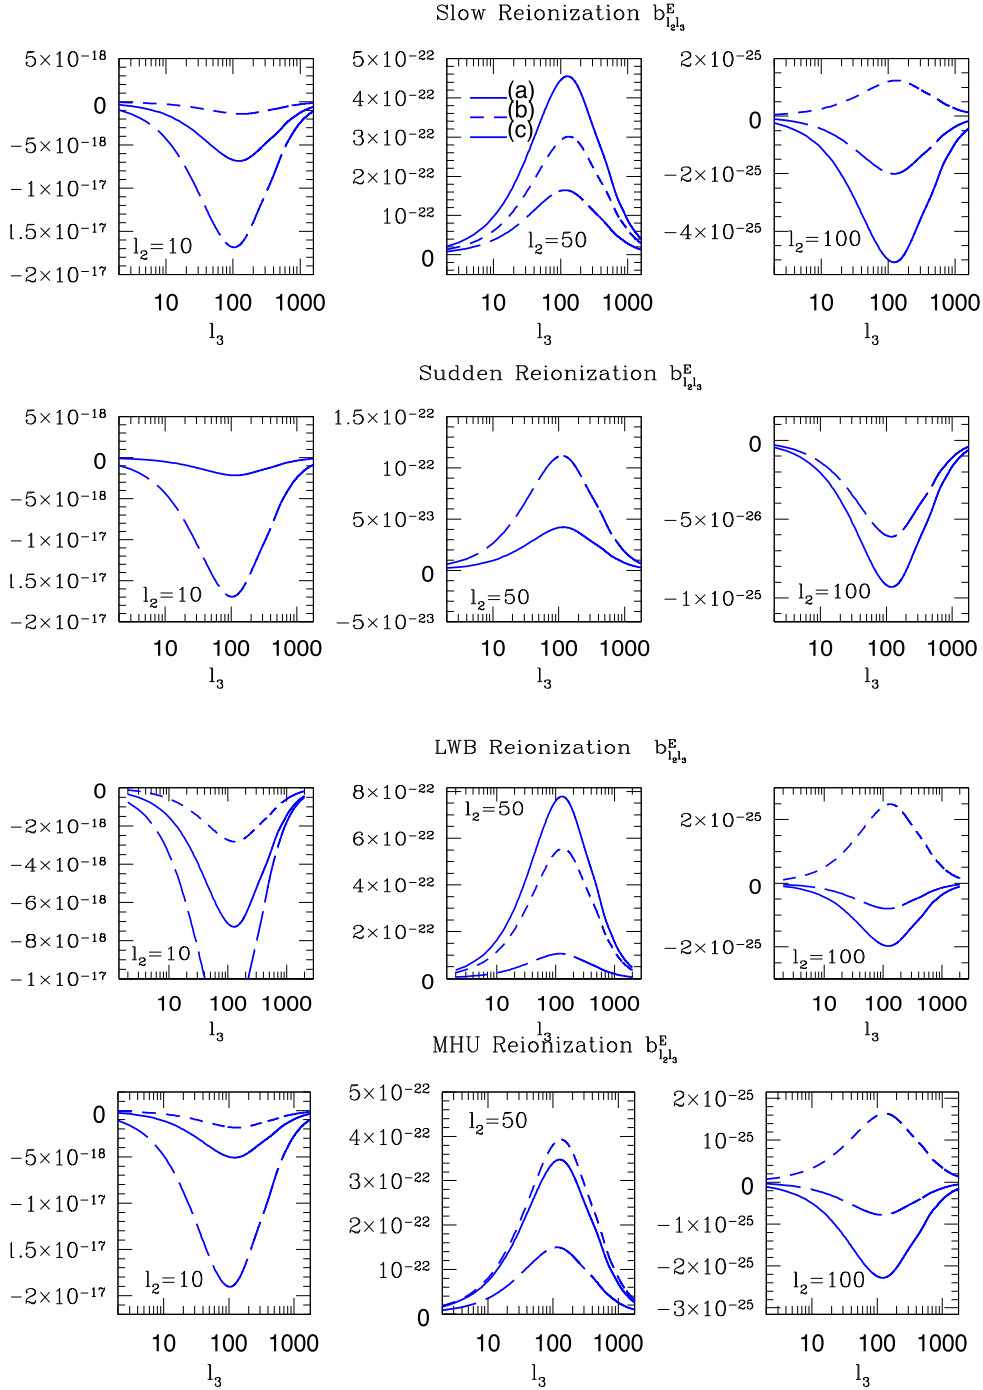 Slow Reionization b^E_{l₂l₃}
5×10⁻¹⁸
0
−5×10⁻¹⁸
−1×10⁻¹⁷
1.5×10⁻¹⁷
−2×10⁻¹⁷
l₂=10
10 100 1000
l₃
5×10⁻²²
4×10⁻²²
3×10⁻²²
2×10⁻²²
10⁻²²
0
(a)
(b)
(c)
l₂=50
10 100 1000
l₃
2×10⁻²⁵
0
−2×10⁻²⁵
−4×10⁻²⁵
l₂=100
10 100 1000
l₃
Sudden Reionization b^E_{l₂l₃}
5×10⁻¹⁸
0
−5×10⁻¹⁸
−1×10⁻¹⁷
1.5×10⁻¹⁷
−2×10⁻¹⁷
l₂=10
10 100 1000
l₃
1.5×10⁻²²
10⁻²²
5×10⁻²³
0
−5×10⁻²³
l₂=50
10 100 1000
l₃
0
−5×10⁻²⁶
−1×10⁻²⁵
l₂=100
10 100 1000
l₃
LWB Reionization b^E_{l₂l₃}
0
−2×10⁻¹⁸
−4×10⁻¹⁸
−6×10⁻¹⁸
−8×10⁻¹⁸
−1×10⁻¹⁷
l₂=10
10 100 1000
l₃
8×10⁻²²
6×10⁻²²
4×10⁻²²
2×10⁻²²
0
l₂=50
10 100 1000
l₃
2×10⁻²⁵
0
−2×10⁻²⁵
l₂=100
10 100 1000
l₃
MHU Reionization b^E_{l₂l₃}
0
−5×10⁻¹⁸
−1×10⁻¹⁷
1.5×10⁻¹⁷
−2×10⁻¹⁷
l₂=10
10 100 1000
l₃
5×10⁻²²
4×10⁻²²
3×10⁻²²
2×10⁻²²
10⁻²²
0
l₂=50
10 100 1000
l₃
2×10⁻²⁵
10⁻²⁵
0
−1×10⁻²⁵
−2×10⁻²⁵
−3×10⁻²⁵
l₂=100
10 100 1000
l₃